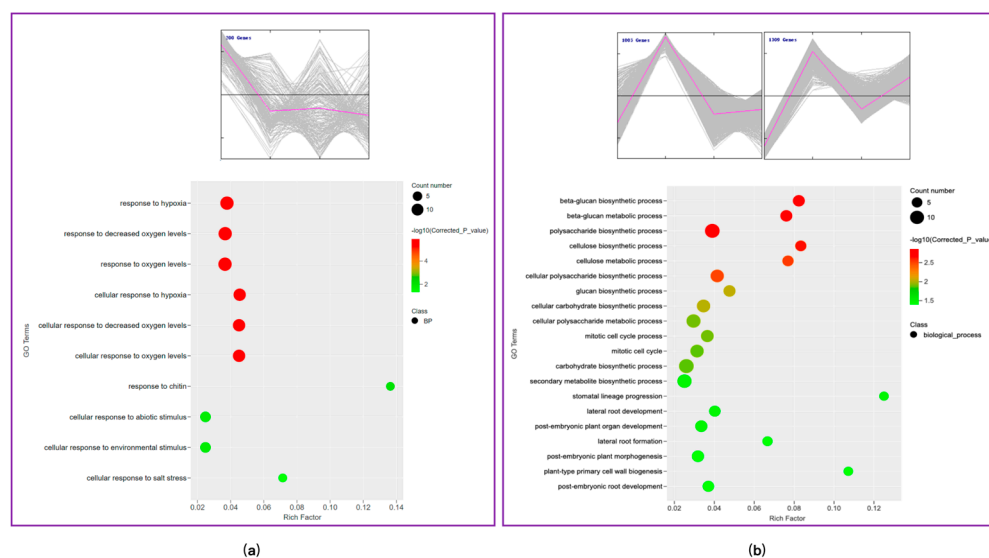 200 Genes
response to hypoxia
response to decreased oxygen levels
response to oxygen levels
cellular response to hypoxia
cellular response to decreased oxygen levels
cellular response to oxygen levels
response to chitin
cellular response to abiotic stimulus
cellular response to environmental stimulus
cellular response to salt stress
GO Terms
0.02 0.04 0.06 0.08 0.10 0.12 0.14
Rich Factor
Count number
5
10
-log10(Corrected_P_value)
4
2
Class
BP
(a)
1309 Genes
beta-glucan biosynthetic process
beta-glucan metabolic process
polysaccharide biosynthetic process
cellulose biosynthetic process
cellulose metabolic process
cellular polysaccharide biosynthetic process
glucan biosynthetic process
cellular carbohydrate biosynthetic process
cellular polysaccharide metabolic process
mitotic cell cycle process
mitotic cell cycle
carbohydrate biosynthetic process
secondary metabolite biosynthetic process
stomatal lineage progression
lateral root development
post-embryonic plant organ development
lateral root formation
post-embryonic plant morphogenesis
plant-type primary cell wall biogenesis
post-embryonic root development
GO Terms
0.02 0.04 0.06 0.08 0.10 0.12
Rich Factor
Count number
5
10
-log10(Corrected_P_value)
2.5
2.0
1.5
Class
biological_process
(b)